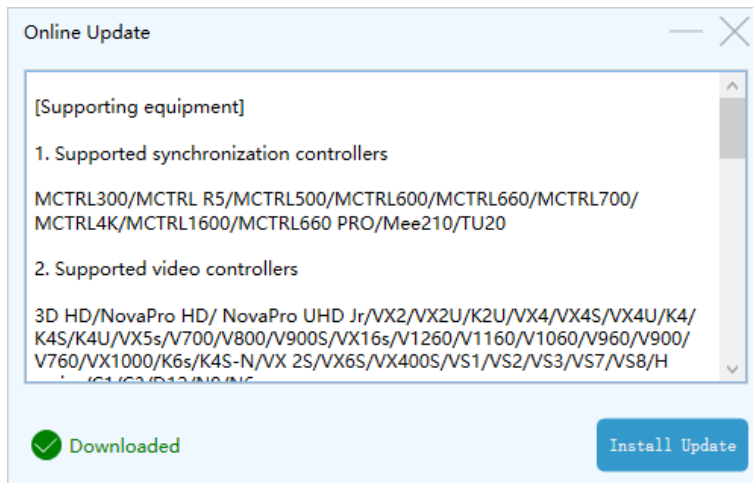 Online Update
[Supporting equipment]
1. Supported synchronization controllers
MCTRL300/MCTRL R5/MCTRL500/MCTRL600/MCTRL660/MCTRL700/
MCTRL4K/MCTRL1600/MCTRL660 PRO/Mee210/TU20
2. Supported video controllers
3D HD/NovaPro HD/ NovaPro UHD Jr/VX2/VX2U/K2U/VX4/VX4S/VX4U/K4/
K4S/K4U/VX5s/V700/V800/V900S/VX16s/V1260/V1160/V1060/V960/V900/
V760/VX1000/K6s/K4S-N/VX 2S/VX6S/VX400S/VS1/VS2/VS3/VS7/VS8/H
Downloaded
Install Update